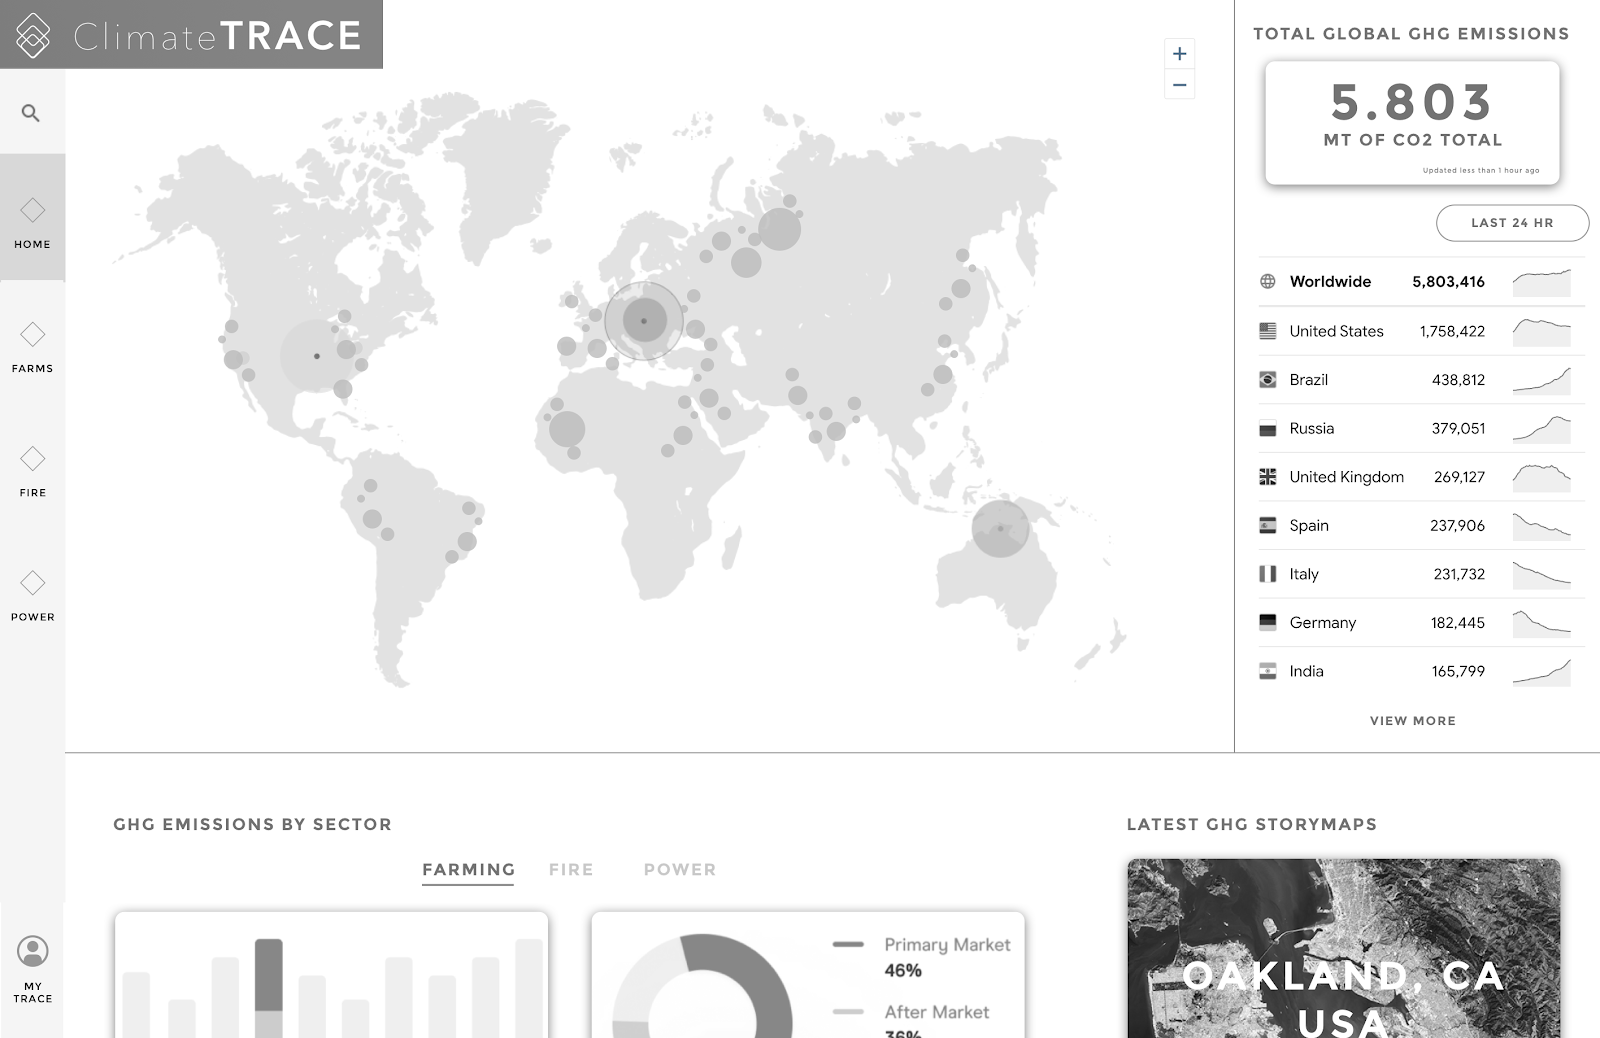 ClimateTRACE
HOME
FARMS
FIRE
POWER
MY
TRACE
+
−
TOTAL GLOBAL GHG EMISSIONS
5.803
MT OF CO2 TOTAL
Updated less than 1 hour ago
LAST 24 HR
Worldwide 5,803,416
United States 1,758,422
Brazil 438,812
Russia 379,051
United Kingdom 269,127
Spain 237,906
Italy 231,732
Germany 182,445
India 165,799
VIEW MORE
GHG EMISSIONS BY SECTOR
FARMING FIRE POWER
Primary Market
46%
After Market
36%
LATEST GHG STORYMAPS
OAKLAND, CA
USA